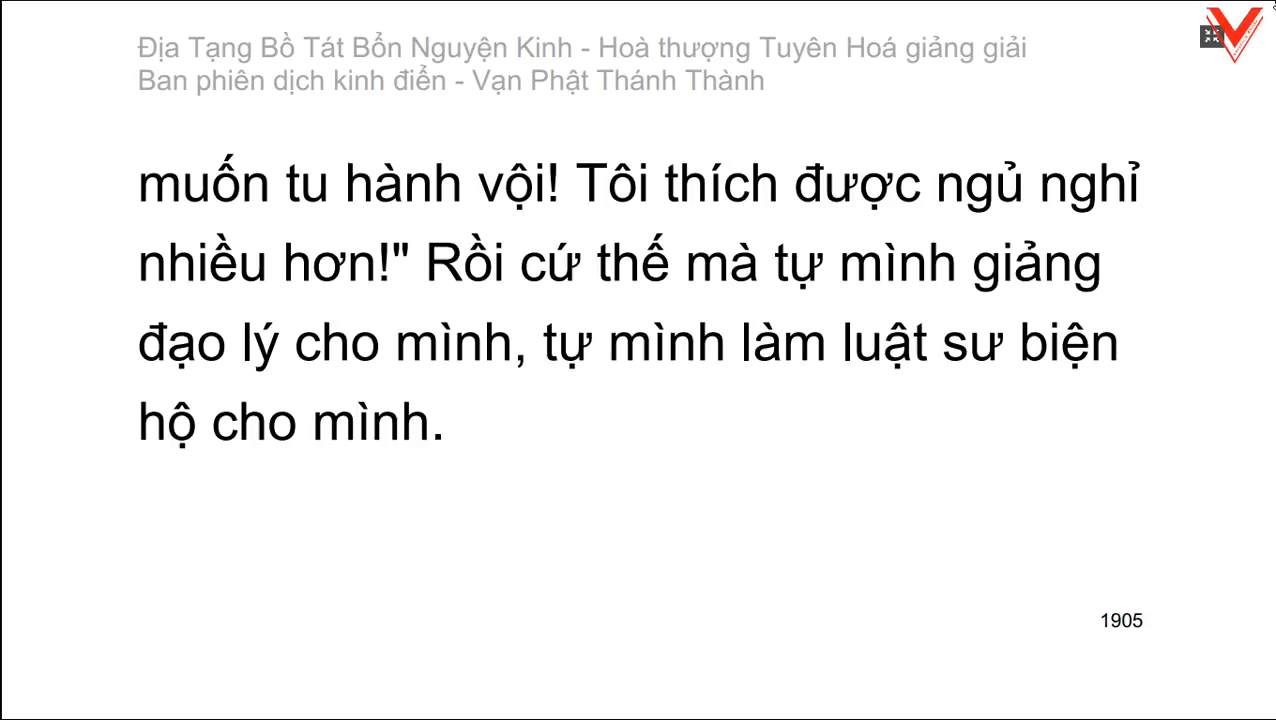 Địa Tạng Bồ Tát Bổn Nguyện Kinh - Hoà thượng Tuyên Hoá giảng giải
Ban phiên dịch kinh điển - Vạn Phật Thánh Thành
muốn tu hành vội! Tôi thích được ngủ nghỉ
nhiều hơn!" Rồi cứ thế mà tự mình giảng
đạo lý cho mình, tự mình làm luật sư biện
hộ cho mình.
1905